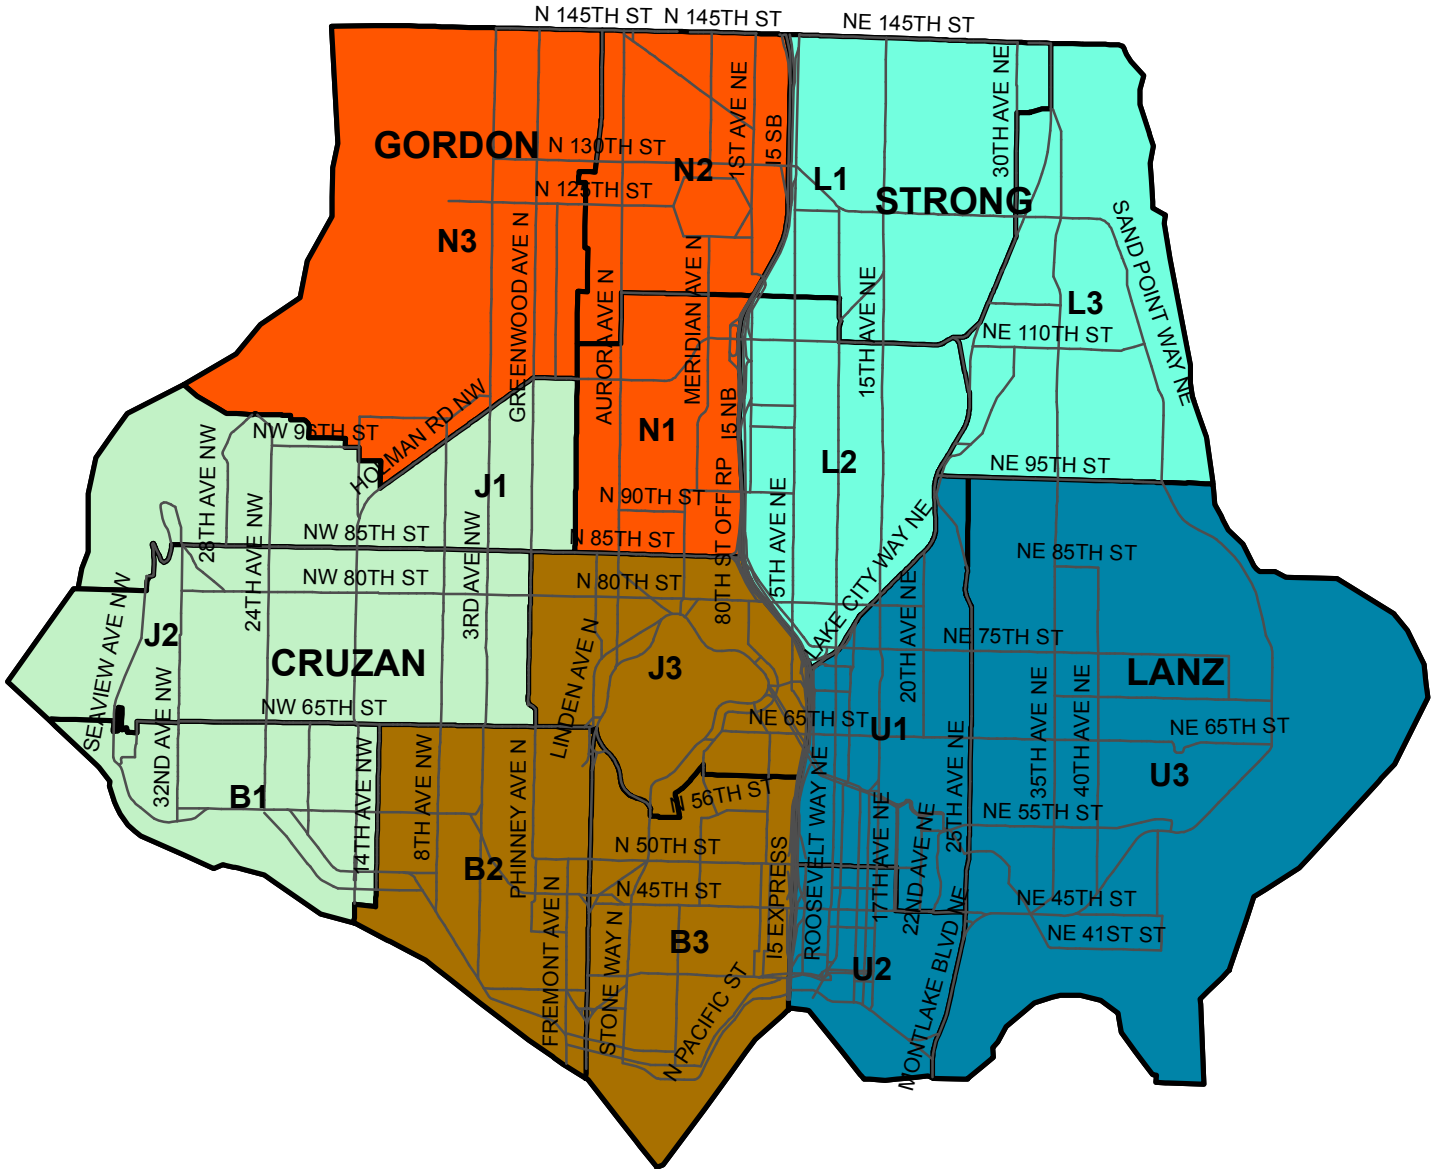 N 145TH ST
N 145TH ST
NE 145TH ST
30TH AVE NE
1ST AVE NE
I5 SB
GORDON
N 130TH ST
N2
L1
STRONG
N 125TH ST
N3
GREENWOOD AVE N
AURORA AVE N
MERIDIAN AVE N
15TH AVE NE
SAND POINT WAY NE
L3
NE 110TH ST
HOLMAN RD NW
NW 96TH ST
28TH AVE NW
N1
I5 NB
L2
NE 95TH ST
J1
24TH AVE NW
N 90TH ST
80TH ST OFF RP
5TH AVE NE
LAKE CITY WAY NE
NW 85TH ST
3RD AVE NW
N 85TH ST
NE 85TH ST
NW 80TH ST
N 80TH ST
20TH AVE NE
SEAVIEW AVE NW
J2
CRUZAN
LINDEN AVE N
J3
NE 75TH ST
LANZ
32ND AVE NW
NW 65TH ST
NE 65TH ST
U1
NE 65TH ST
35TH AVE NE
40TH AVE NE
25TH AVE NE
B1
14TH AVE NW
8TH AVE NW
PHINNEY AVE N
N 56TH ST
ROOSEVELT WAY NE
U3
NE 55TH ST
N 50TH ST
I5 EXPRESS
17TH AVE NE
22ND AVE NE
B2
FREMONT AVE N
N 45TH ST
NE 45TH ST
STONE WAY N
B3
NE 41ST ST
U2
N PACIFIC ST
MONTLAKE BLVD NE